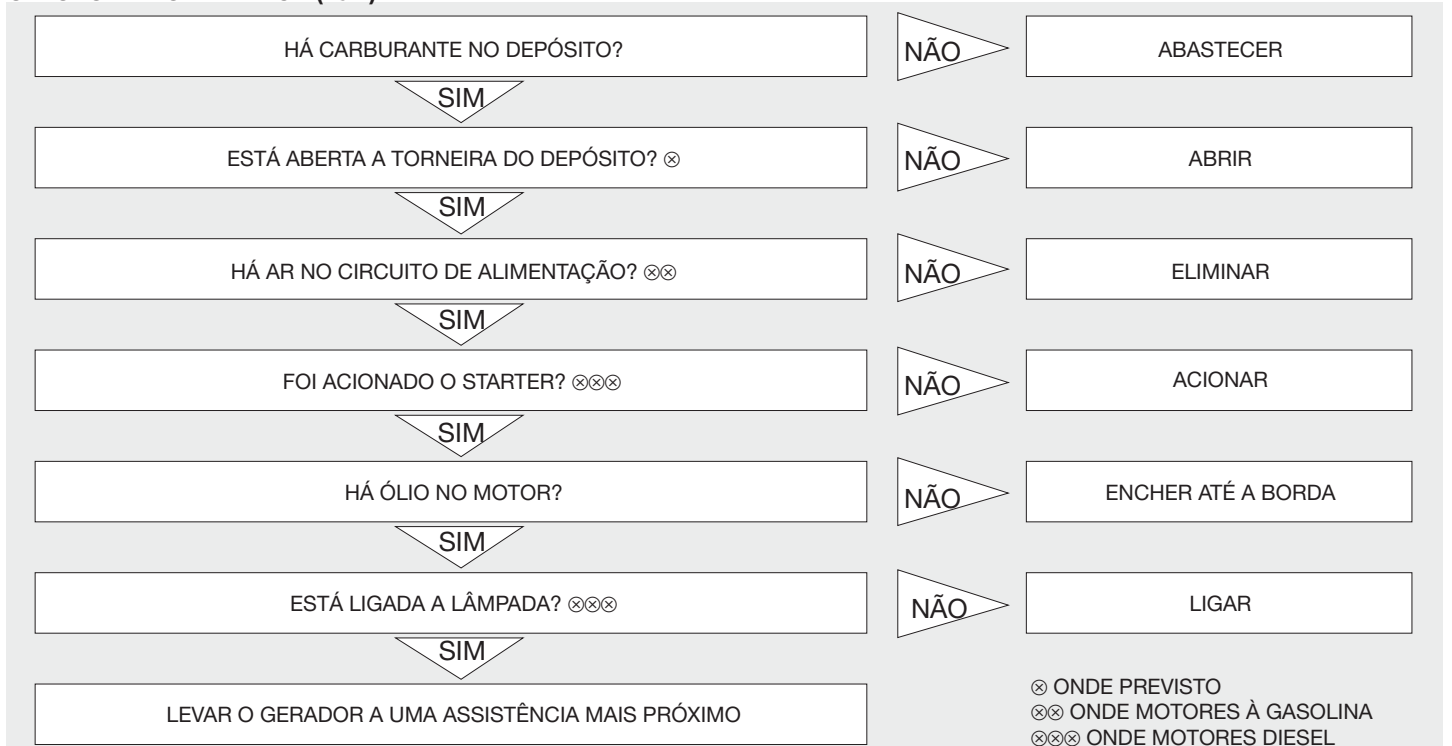 HÁ CARBURANTE NO DEPÓSITO?
NÃO
ABASTECER
SIM
ESTÁ ABERTA A TORNEIRA DO DEPÓSITO? ⊗
NÃO
ABRIR
SIM
HÁ AR NO CIRCUITO DE ALIMENTAÇÃO? ⊗⊗
NÃO
ELIMINAR
SIM
FOI ACIONADO O STARTER? ⊗⊗⊗
NÃO
ACIONAR
SIM
HÁ ÓLIO NO MOTOR?
NÃO
ENCHER ATÉ A BORDA
SIM
ESTÁ LIGADA A LÂMPADA? ⊗⊗⊗
NÃO
LIGAR
SIM
LEVAR O GERADOR A UMA ASSISTÊNCIA MAIS PRÓXIMO
⊗ ONDE PREVISTO
⊗⊗ ONDE MOTORES À GASOLINA
⊗⊗⊗ ONDE MOTORES DIESEL